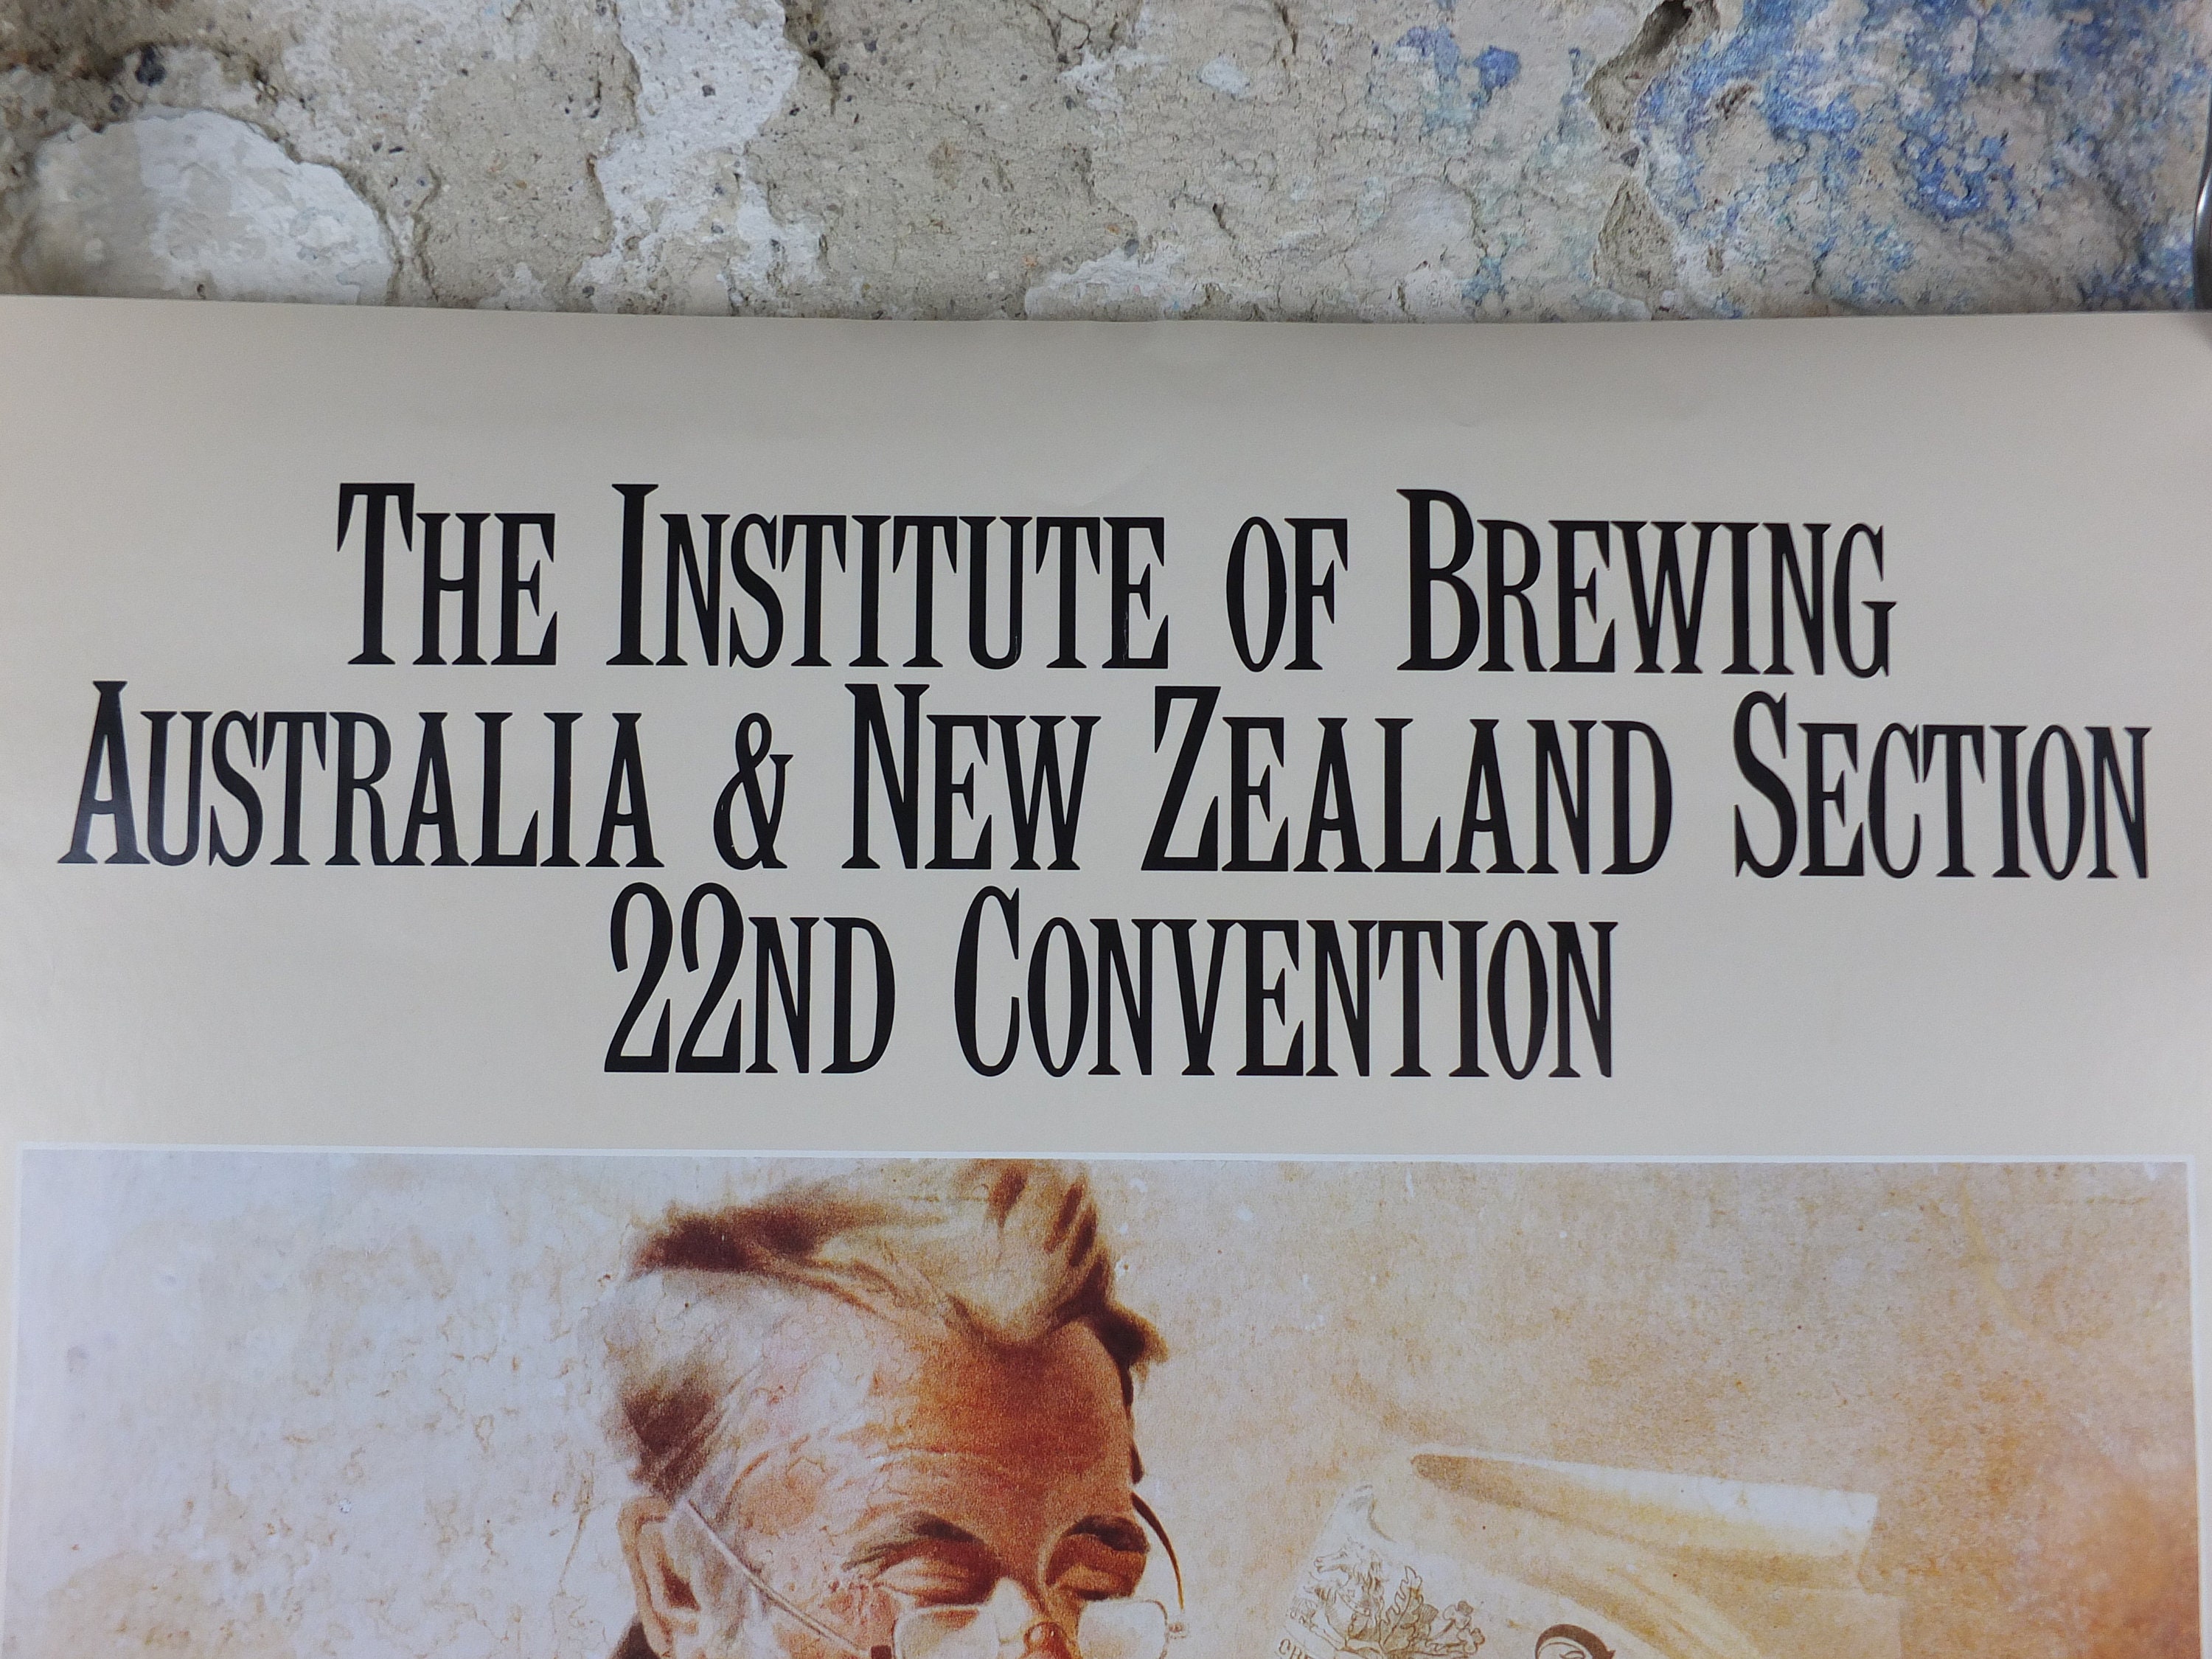 THE INSTITUTE OF BREWING
AUSTRALIA & NEW ZEALAND SECTION
22ND CONVENTION